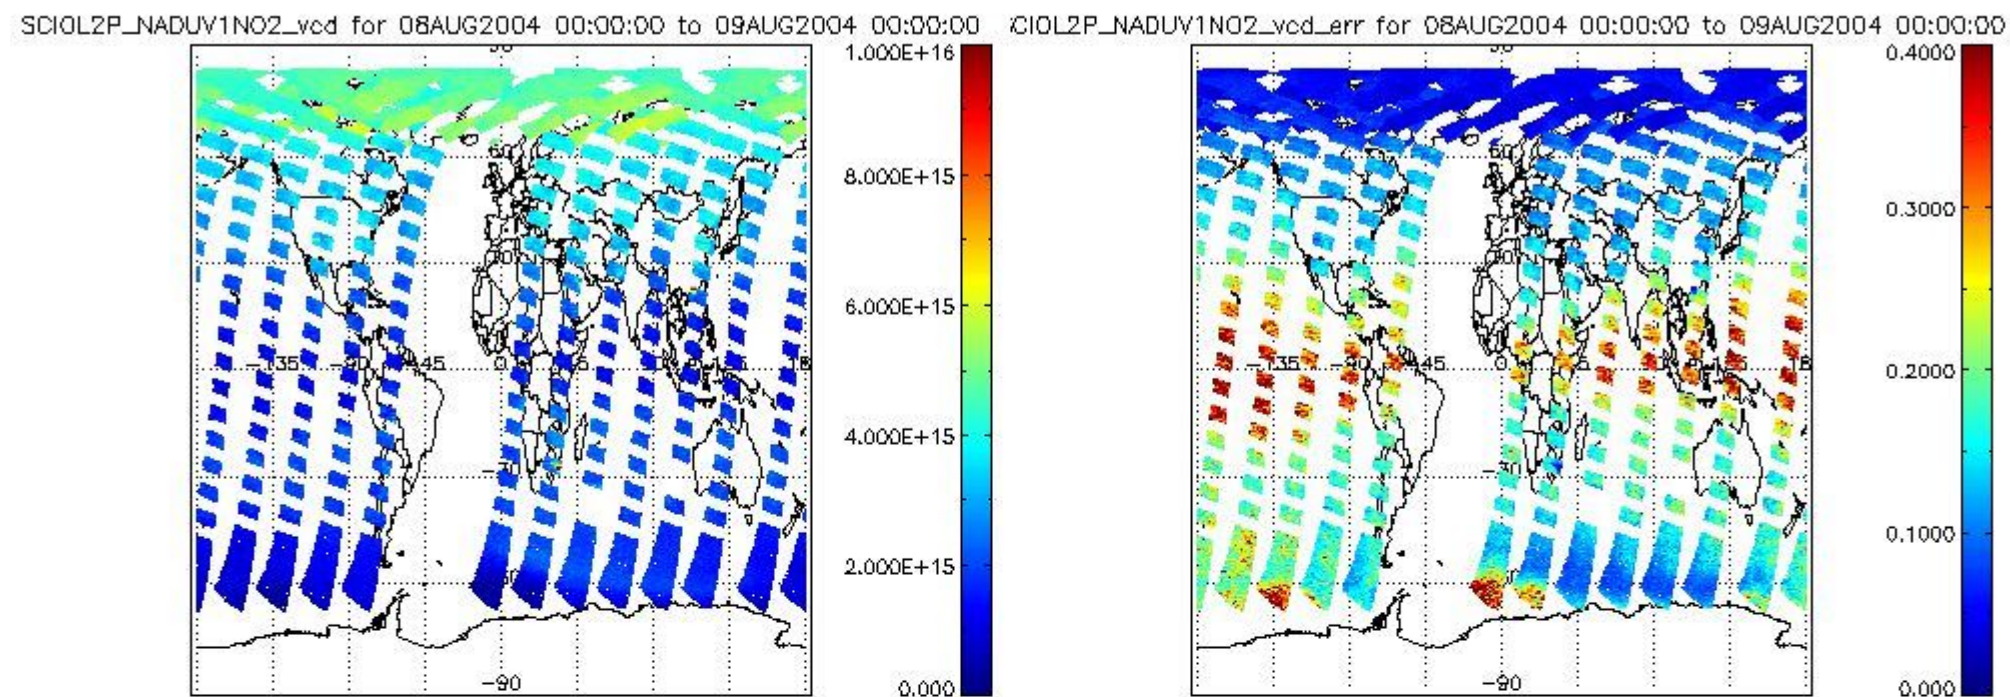 SCIOL2P_NADUV1NO2_vcd for 08AUG2004 00:00:00 to 09AUG2004 00:00:00
1.000E+16
8.000E+15
6.000E+15
4.000E+15
2.000E+15
0.000
-135
-90
-45
0
-90
CIOL2P_NADUV1NO2_vcd_err for 08AUG2004 00:00:00 to 09AUG2004 00:00:00
0.4000
0.3000
0.2000
0.1000
0.000
-135
-90
-45
0
-30
-90